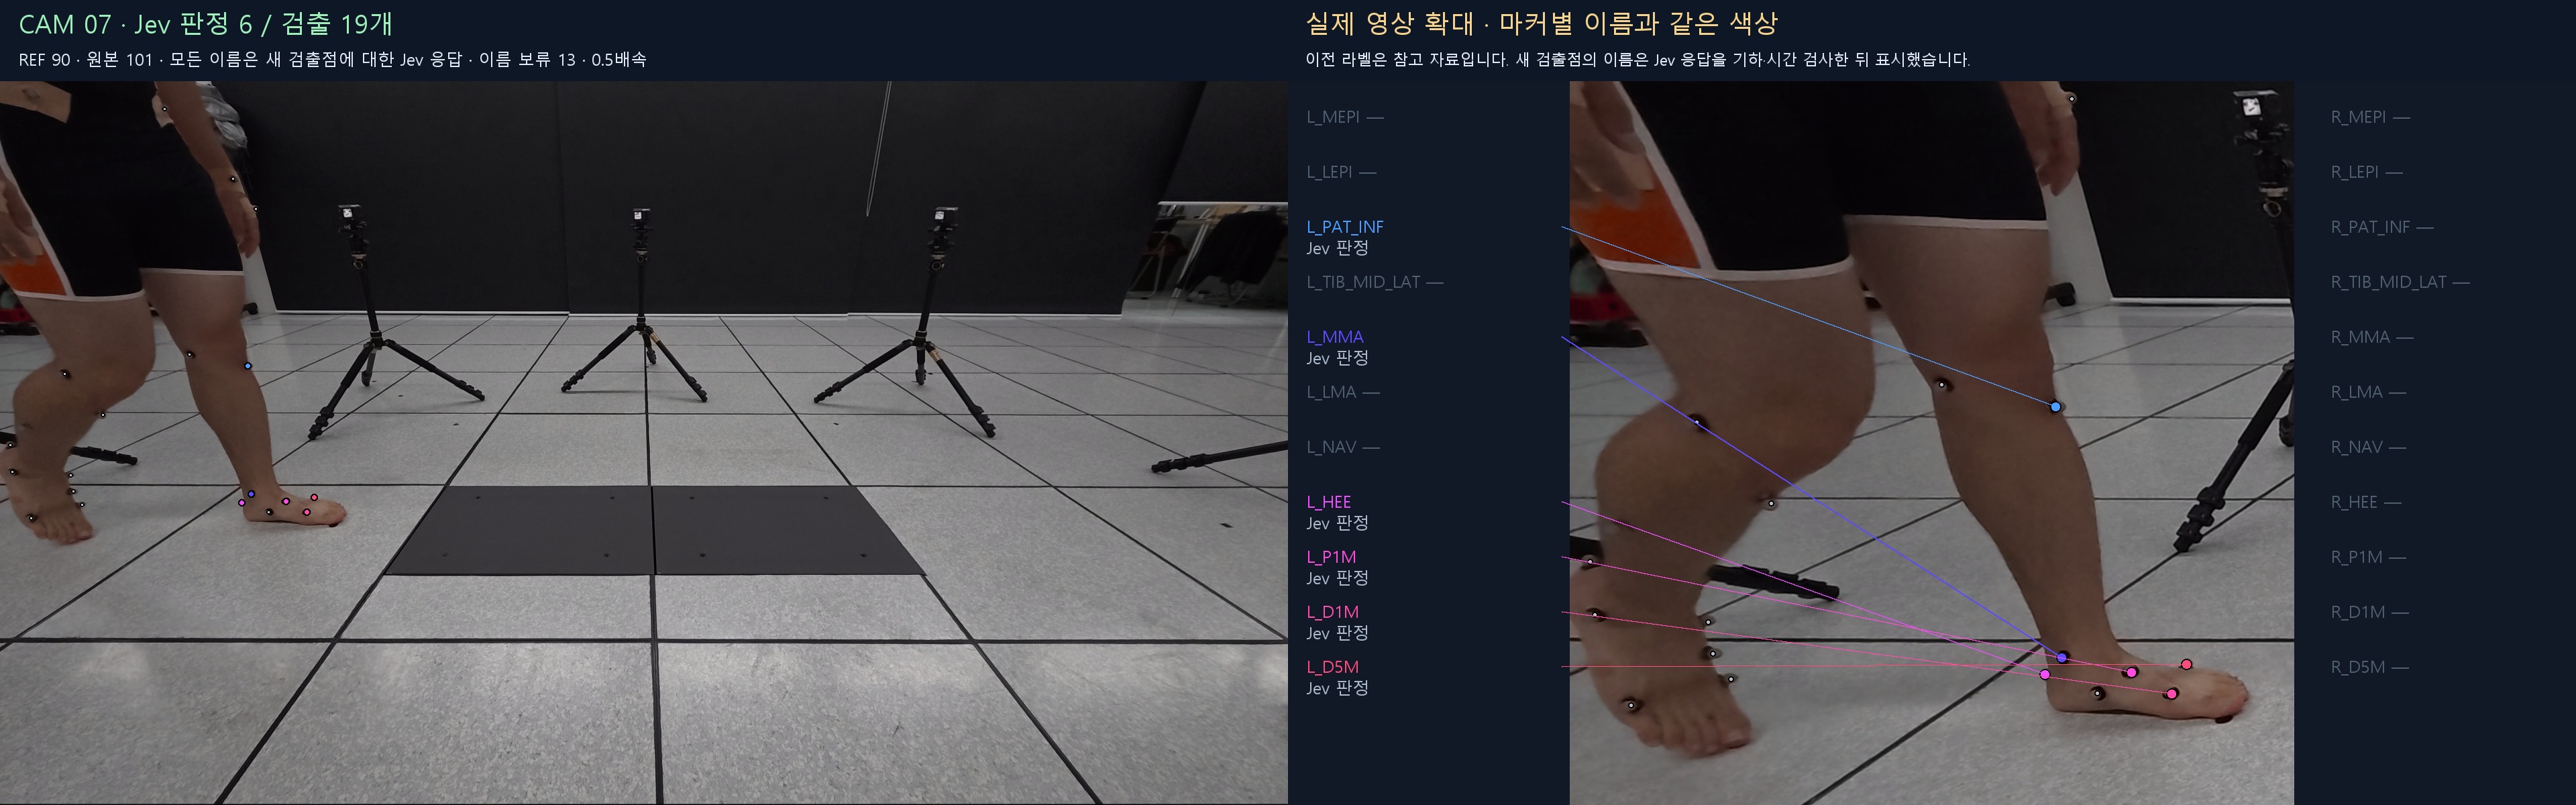 CAM 07 · Jev 판정 6 / 검출 19개
REF 90 · 원본 101 · 모든 이름은 새 검출점에 대한 Jev 응답 · 이름 보류 13 · 0.5배속
실제 영상 확대 · 마커별 이름과 같은 색상
이전 라벨은 참고 자료입니다. 새 검출점의 이름은 Jev 응답을 기하·시간 검사한 뒤 표시했습니다.
L_MEPI —
L_LEPI —
L_PAT_INF
Jev 판정
L_TIB_MID_LAT —
L_MMA
Jev 판정
L_LMA —
L_NAV —
L_HEE
Jev 판정
L_P1M
Jev 판정
L_D1M
Jev 판정
L_D5M
Jev 판정
R_MEPI —
R_LEPI —
R_PAT_INF —
R_TIB_MID_LAT —
R_MMA —
R_LMA —
R_NAV —
R_HEE —
R_P1M —
R_D1M —
R_D5M —